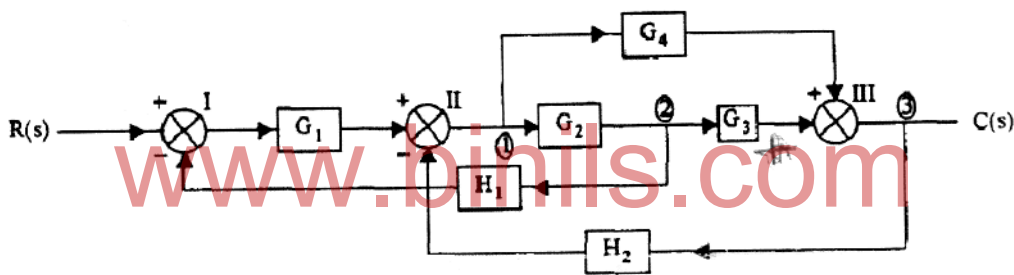 G₄
+ I + II + III ③
② 
R(s) G₁ G₂ G₃ C(s)
− − ①
www.binils.com
H₁
H₂